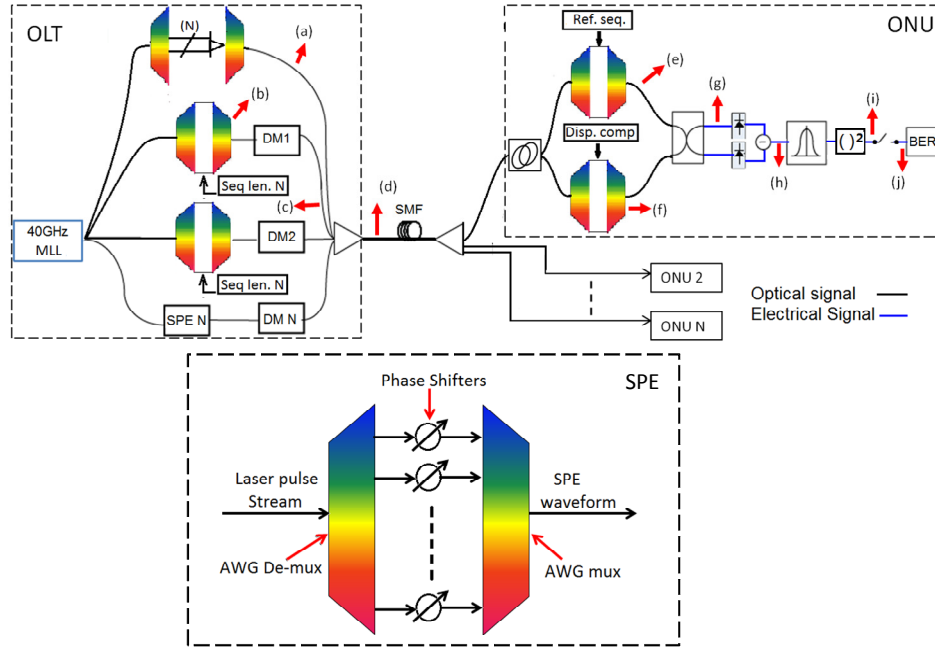 OLT
(N)
(a)
(b)
DM1
Seq len. N
(c)
(d)
SMF
40GHz
MLL
DM2
Seq len. N
SPE N
DM N
ONU
Ref. seq.
(e)
(g)
(i)
Disp. comp
( )²
BER
(h)
(j)
(f)
ONU 2
ONU N
Optical signal
Electrical Signal
SPE
Phase Shifters
Laser pulse
Stream
SPE
waveform
AWG De-mux
AWG mux